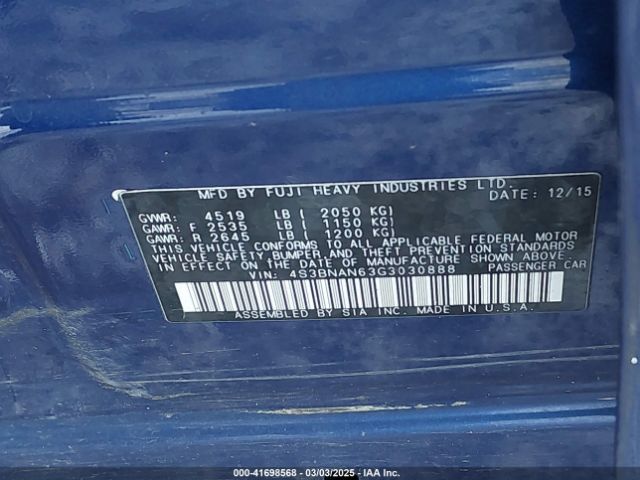 MFD BY FUJI HEAVY INDUSTRIES LTD.
DATE: 12/15
GVWR: 4519 LB ( 2050 KG)
GAWR: F 2535 LB ( 1150 KG)
GAWR: R 2645 LB ( 1200 KG)
THIS VEHICLE CONFORMS TO ALL APPLICABLE FEDERAL MOTOR
VEHICLE SAFETY, BUMPER, AND THEFT PREVENTION STANDARDS
IN EFFECT ON THE DATE OF MANUFACTURE SHOWN ABOVE.
VIN: 4S3BNAN63G3030888 PASSENGER CAR
ASSEMBLED BY SIA INC. MADE IN U.S.A.
000-41698568 — 03/03/2025 — IAA Inc.